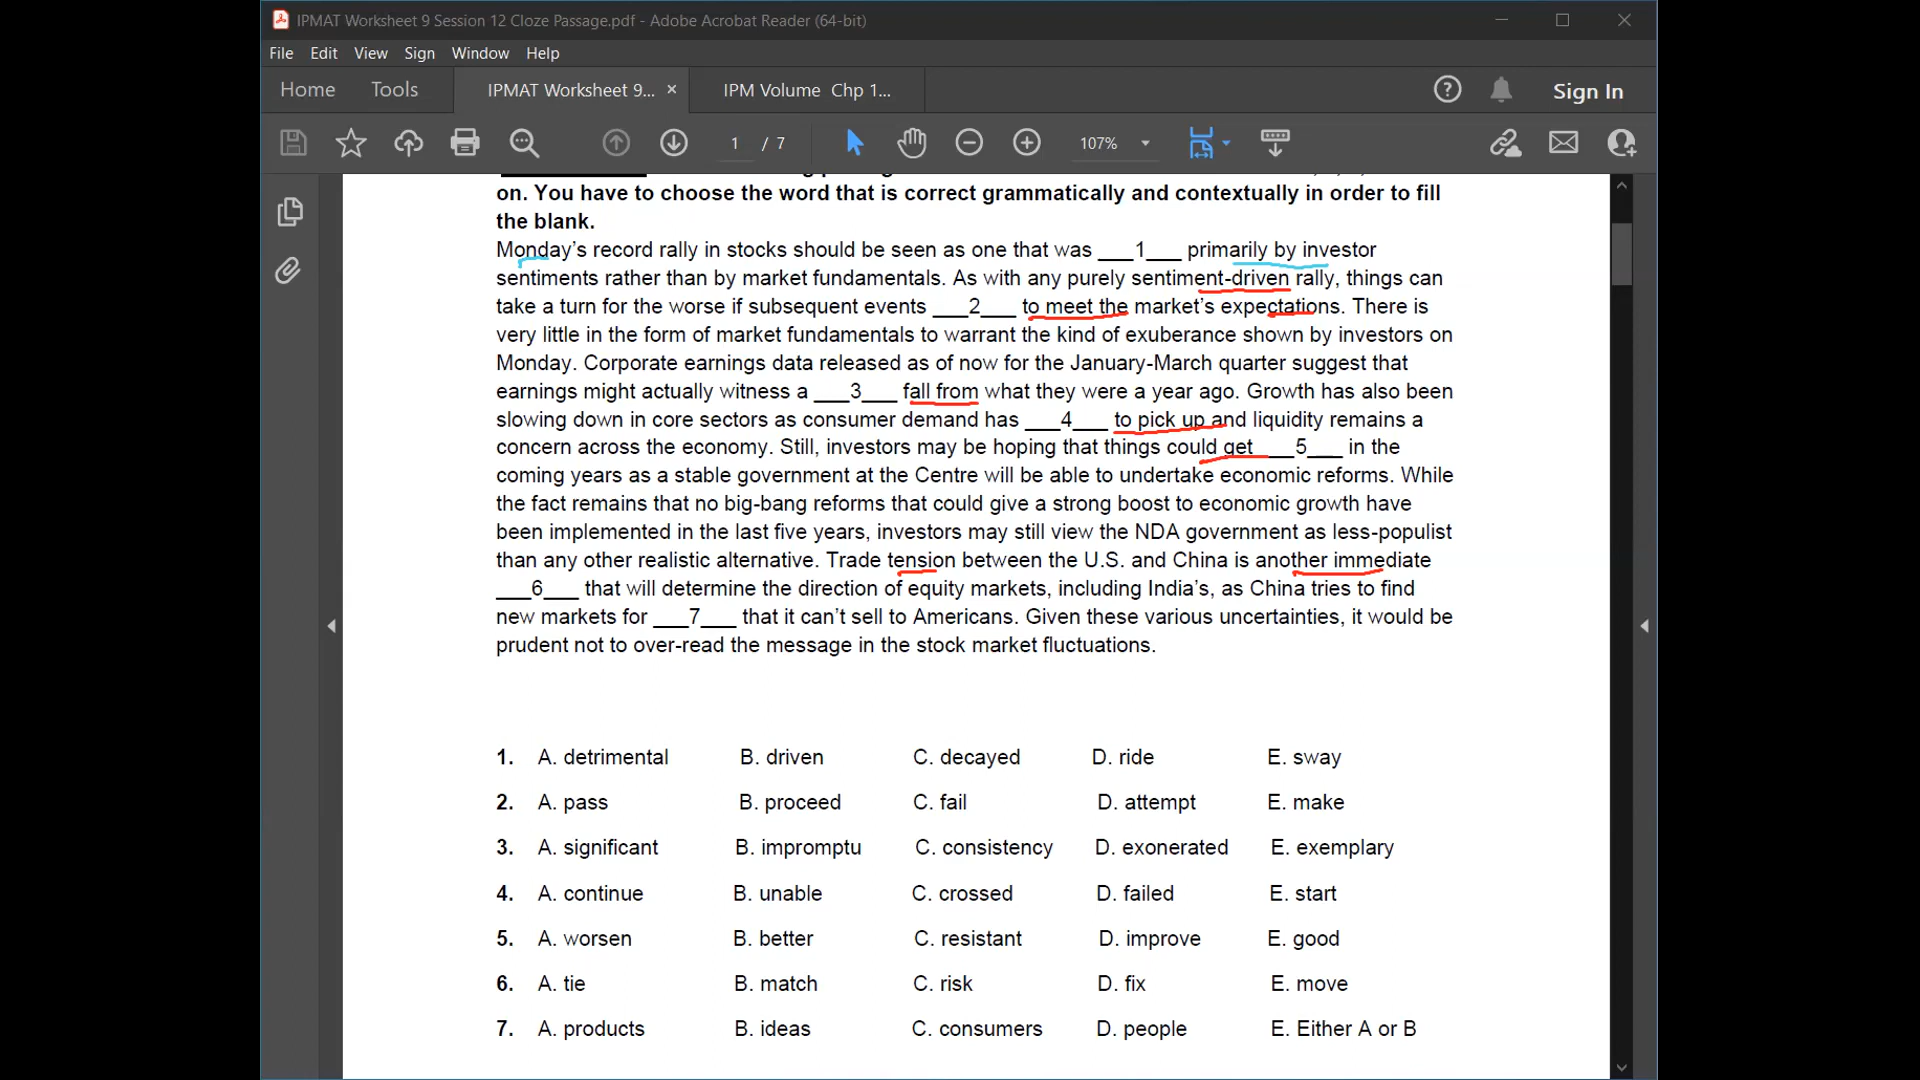 IPMAT Worksheet 9 Session 12 Cloze Passage.pdf - Adobe Acrobat Reader (64-bit)
File Edit View Sign Window Help
Home Tools IPMAT Worksheet 9... × IPM Volume Chp 1... Sign In
1 / 7 107%
on. You have to choose the word that is correct grammatically and contextually in order to fill
the blank.
Monday's record rally in stocks should be seen as one that was ___1___ primarily by investor
sentiments rather than by market fundamentals. As with any purely sentiment-driven rally, things can
take a turn for the worse if subsequent events ___2___ to meet the market's expectations. There is
very little in the form of market fundamentals to warrant the kind of exuberance shown by investors on
Monday. Corporate earnings data released as of now for the January-March quarter suggest that
earnings might actually witness a ___3___ fall from what they were a year ago. Growth has also been
slowing down in core sectors as consumer demand has ___4___ to pick up and liquidity remains a
concern across the economy. Still, investors may be hoping that things could get ___5___ in the
coming years as a stable government at the Centre will be able to undertake economic reforms. While
the fact remains that no big-bang reforms that could give a strong boost to economic growth have
been implemented in the last five years, investors may still view the NDA government as less-populist
than any other realistic alternative. Trade tension between the U.S. and China is another immediate
___6___ that will determine the direction of equity markets, including India's, as China tries to find
new markets for ___7___ that it can't sell to Americans. Given these various uncertainties, it would be
prudent not to over-read the message in the stock market fluctuations.
1. A. detrimental B. driven C. decayed D. ride E. sway
2. A. pass B. proceed C. fail D. attempt E. make
3. A. significant B. impromptu C. consistency D. exonerated E. exemplary
4. A. continue B. unable C. crossed D. failed E. start
5. A. worsen B. better C. resistant D. improve E. good
6. A. tie B. match C. risk D. fix E. move
7. A. products B. ideas C. consumers D. people E. Either A or B